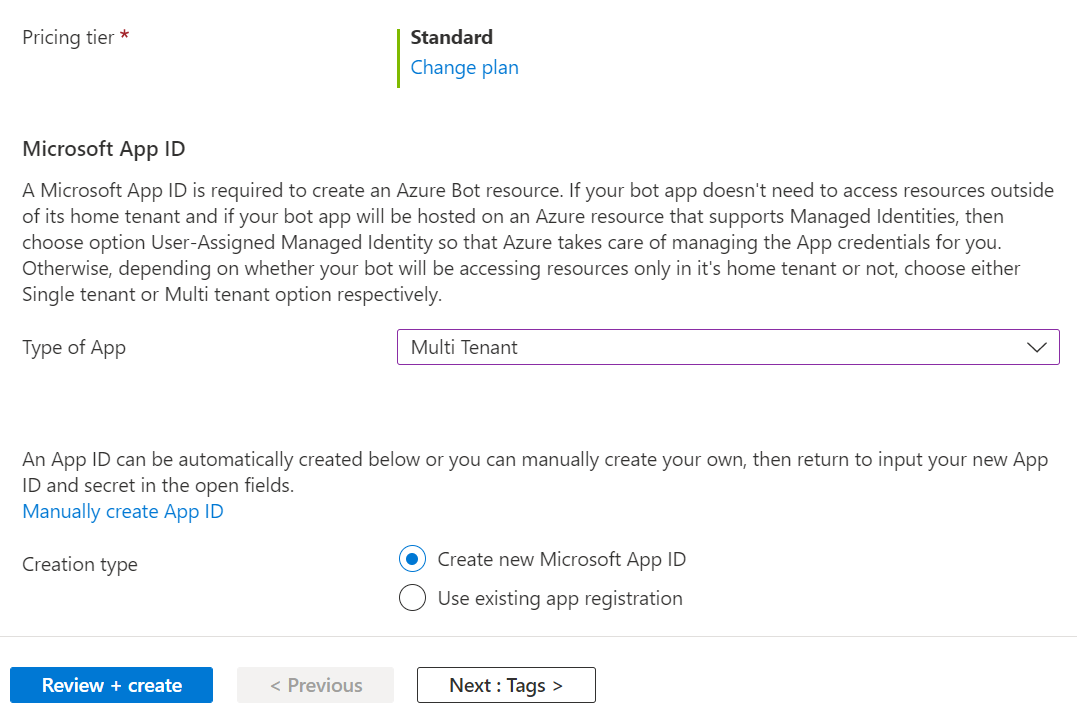 Pricing tier *
Standard
Change plan
Microsoft App ID
A Microsoft App ID is required to create an Azure Bot resource. If your bot app doesn't need to access resources outside
of its home tenant and if your bot app will be hosted on an Azure resource that supports Managed Identities, then
choose option User-Assigned Managed Identity so that Azure takes care of managing the App credentials for you.
Otherwise, depending on whether your bot will be accessing resources only in it's home tenant or not, choose either
Single tenant or Multi tenant option respectively.
Type of App
Multi Tenant
An App ID can be automatically created below or you can manually create your own, then return to input your new App
ID and secret in the open fields.
Manually create App ID
Creation type
Create new Microsoft App ID
Use existing app registration
Review + create
< Previous
Next : Tags >